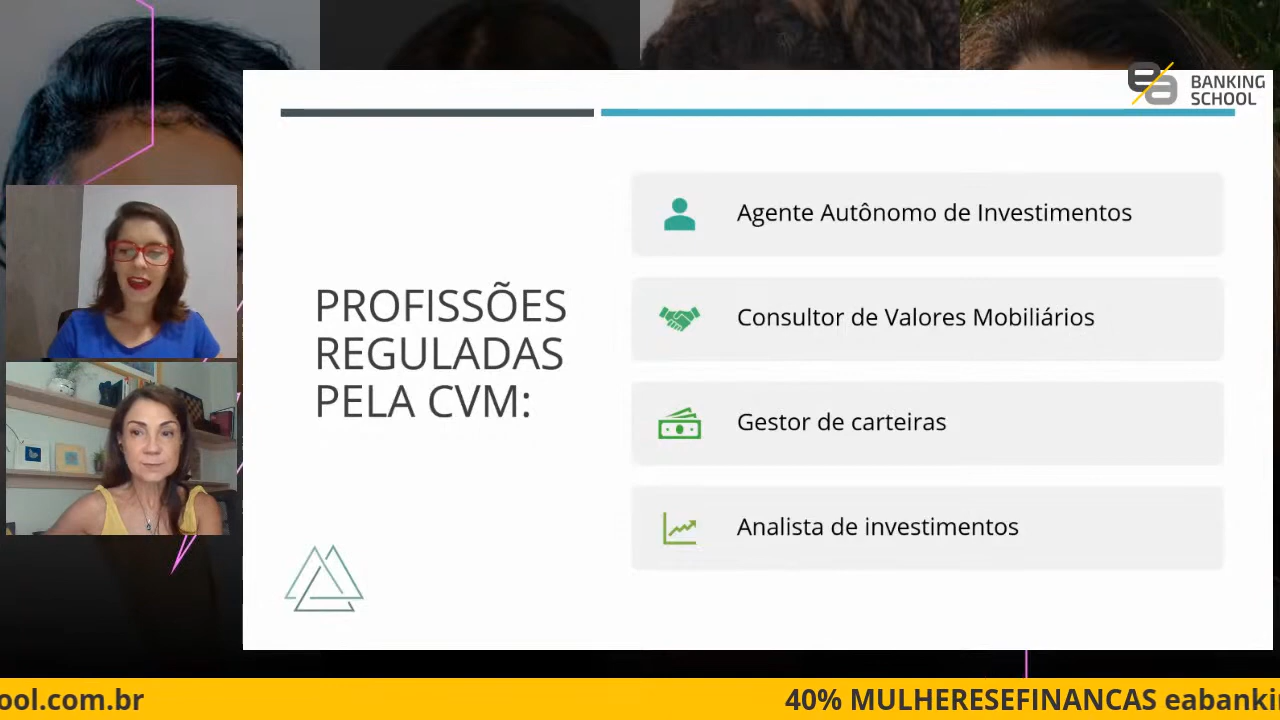 BANKING
SCHOOL
PROFISSÕES
REGULADAS
PELA CVM:
Agente Autônomo de Investimentos
Consultor de Valores Mobiliários
Gestor de carteiras
Analista de investimentos
ool.com.br
40% MULHERESEFINANCAS eabanki